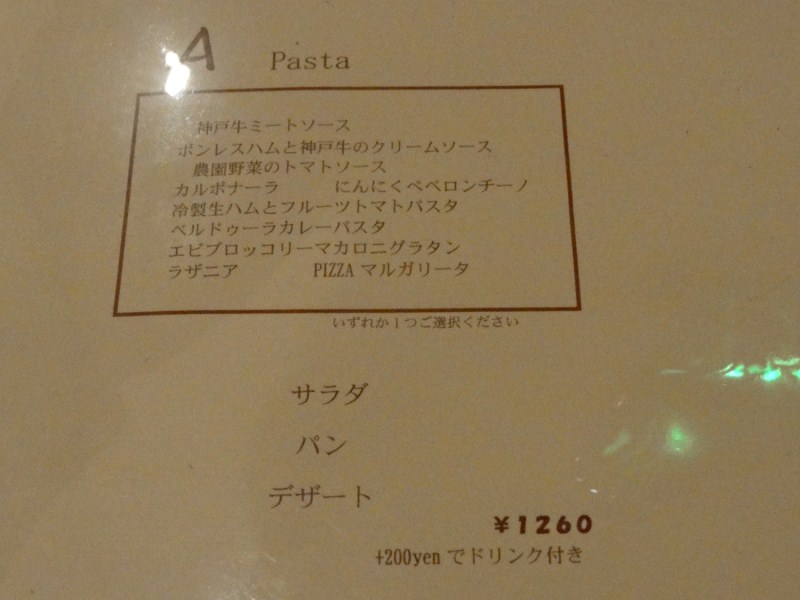 A Pasta
神戸牛ミートソース
ボンレスハムと神戸牛のクリームソース
農園野菜のトマトソース
カルボナーラ にんにくペペロンチーノ
冷製生ハムとフルーツトマトパスタ
ベルドゥーラカレーパスタ
エビブロッコリーマカロニグラタン
ラザニア PIZZA マルガリータ
いずれか1つご選択ください
サラダ
パン
デザート
¥1260
+200yen でドリンク付き